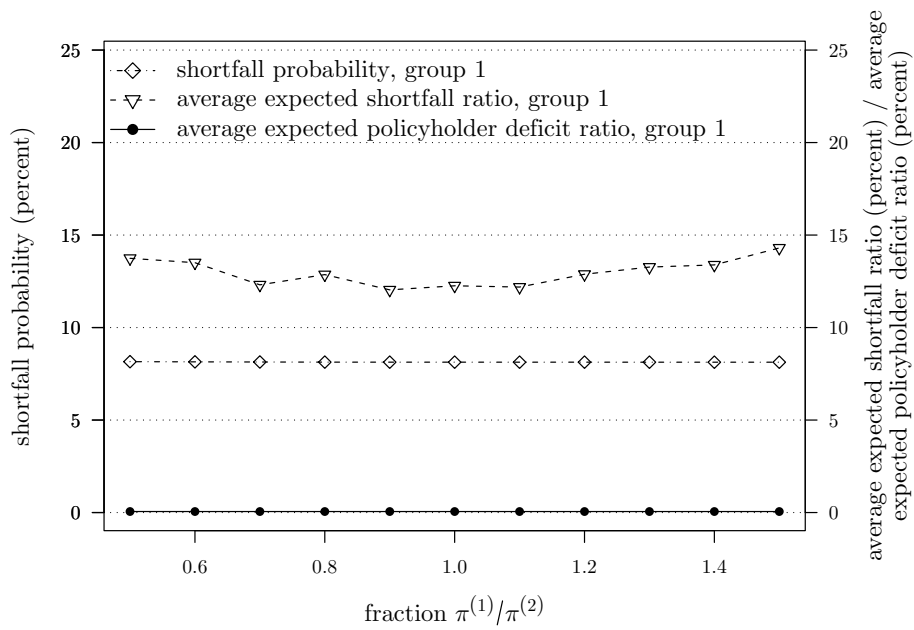 25
20
15
10
5
0
shortfall probability (percent)
shortfall probability, group 1
average expected shortfall ratio, group 1
average expected policyholder deficit ratio, group 1
25
20
15
10
5
0
average expected shortfall ratio (percent) / average
expected policyholder deficit ratio (percent)
0.6 0.8 1.0 1.2 1.4
fraction π⁽¹⁾/π⁽²⁾